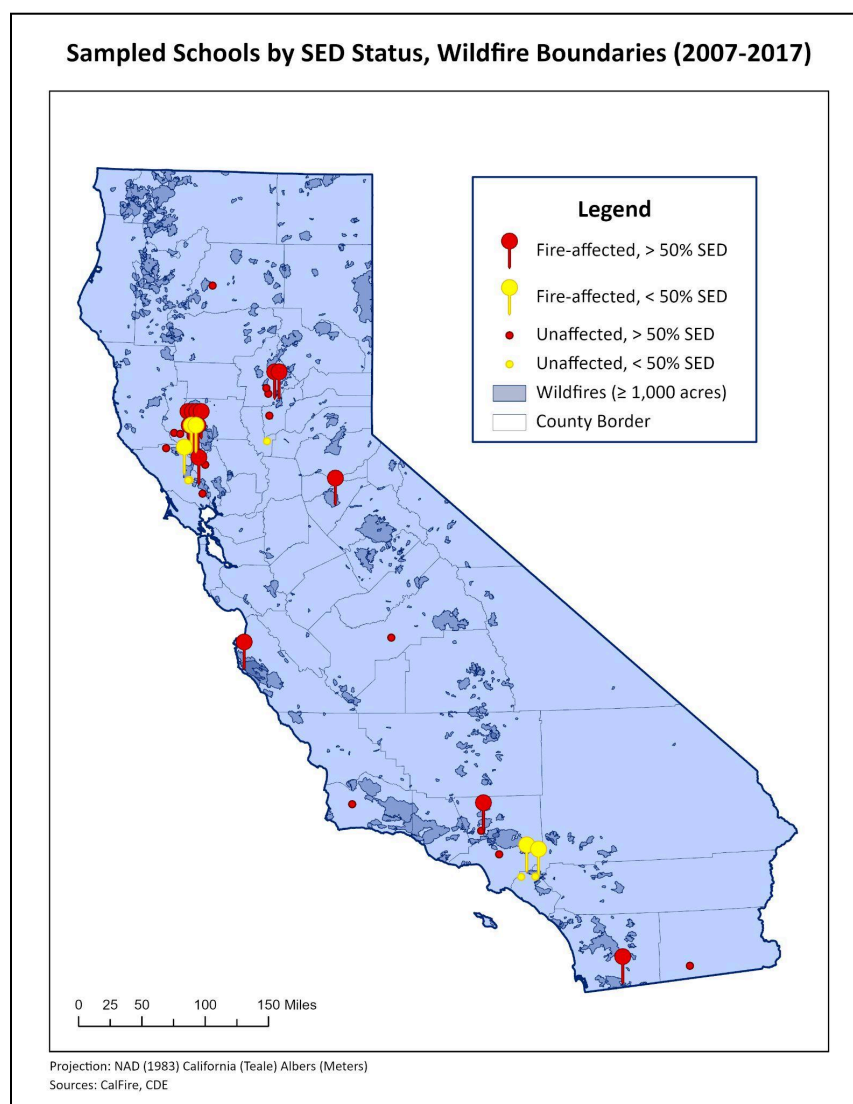 Sampled Schools by SED Status, Wildfire Boundaries (2007-2017)
Legend
Fire-affected, > 50% SED
Fire-affected, < 50% SED
Unaffected, > 50% SED
Unaffected, < 50% SED
Wildfires (≥ 1,000 acres)
County Border
0 25 50 100 150 Miles
Projection: NAD (1983) California (Teale) Albers (Meters)
Sources: CalFire, CDE